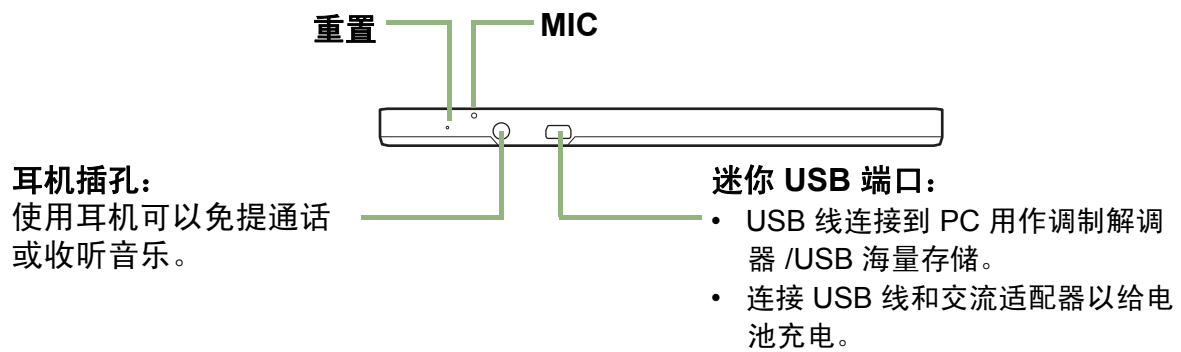 重置
MIC
耳机插孔：
使用耳机可以免提通话
或收听音乐。
迷你 USB 端口：
• USB 线连接到 PC 用作调制解调
器 /USB 海量存储。
• 连接 USB 线和交流适配器以给电
池充电。